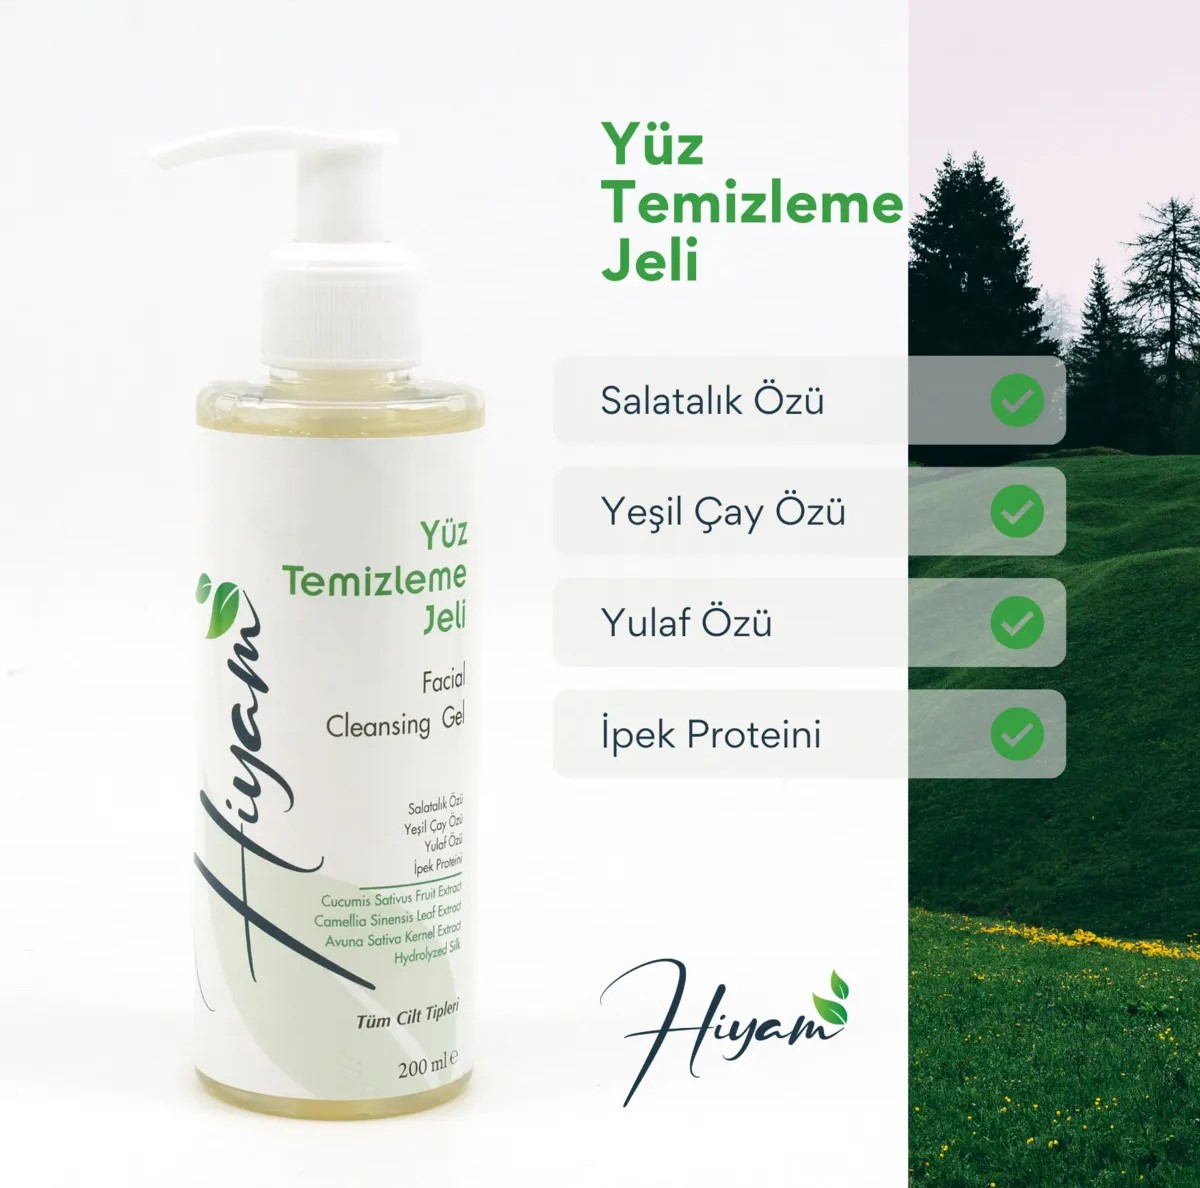 Yüz
Temizleme
Jeli
Salatalık Özü
Yeşil Çay Özü
Yulaf Özü
İpek Proteini
Hiyam
Yüz
Temizleme
Jeli
Facial
Cleansing Gel
Hiyam
Salatalık Özü
Yeşil Çay Özü
Yulaf Özü
İpek Proteini
Cucumis Sativus Fruit Extract
Camellia Sinensis Leaf Extract
Avuna Sativa Kernel Extract
Hydrolyzed Silk
Tüm Cilt Tipleri
200 ml e